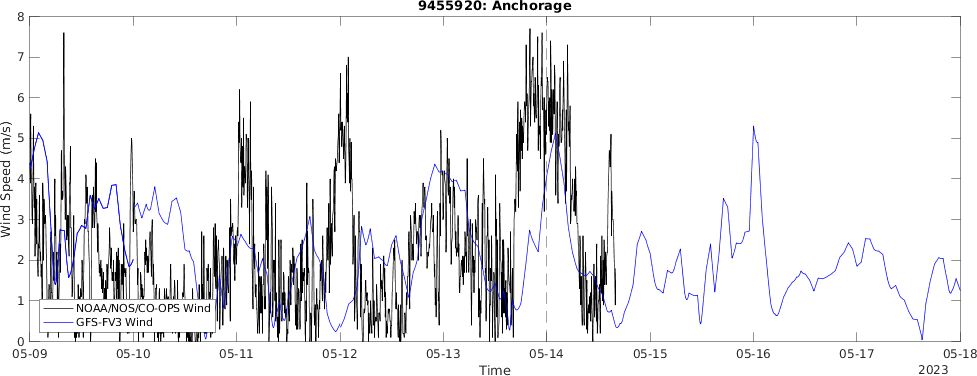 9455920: Anchorage
8
7
6
5
4
3
2
1
0
Wind Speed (m/s)
NOAA/NOS/CO-OPS Wind
GFS-FV3 Wind
05-09 05-10 05-11 05-12 05-13 05-14 05-15 05-16 05-17 05-18
Time
2023